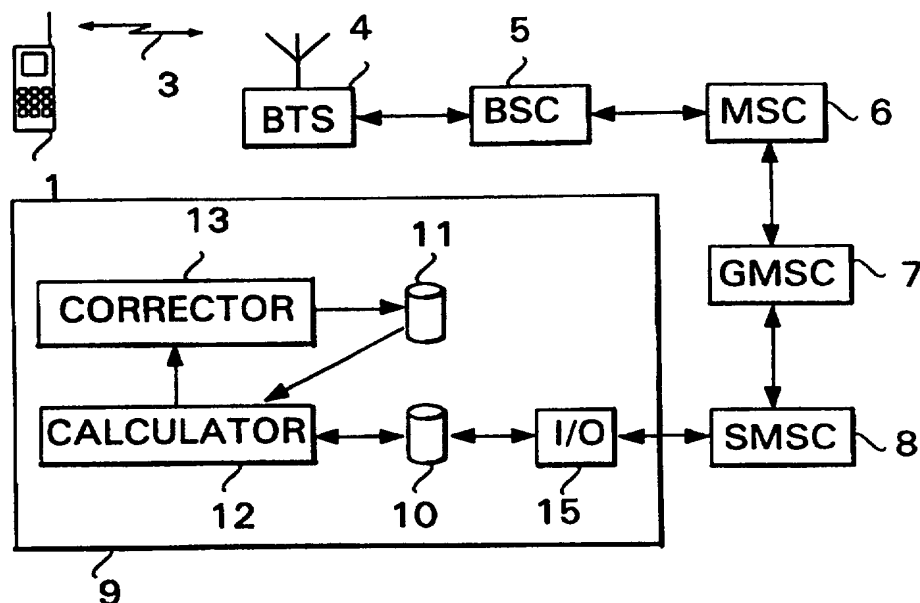 4
5
3
BTS
BSC
MSC
6
1
13
11
GMSC
7
CORRECTOR
CALCULATOR
I/O
SMSC
8
12
10
15
9